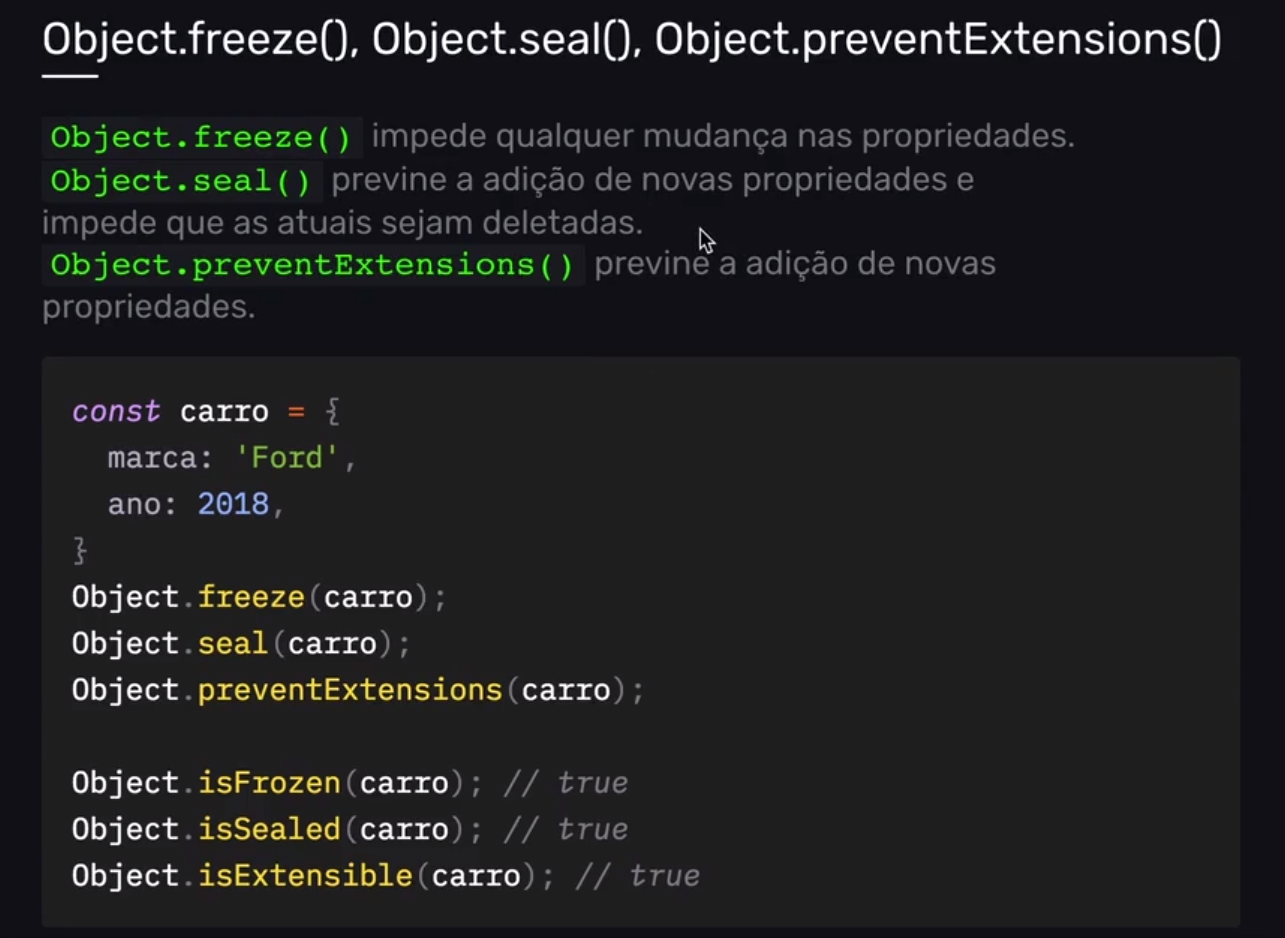 Object.freeze(), Object.seal(), Object.preventExtensions()
Object.freeze() impede qualquer mudança nas propriedades.
Object.seal() previne a adição de novas propriedades e
impede que as atuais sejam deletadas.
Object.preventExtensions() previne a adição de novas
propriedades.
const carro = {
  marca: 'Ford',
  ano: 2018,
}
Object.freeze(carro);
Object.seal(carro);
Object.preventExtensions(carro);
Object.isFrozen(carro); // true
Object.isSealed(carro); // true
Object.isExtensible(carro); // true